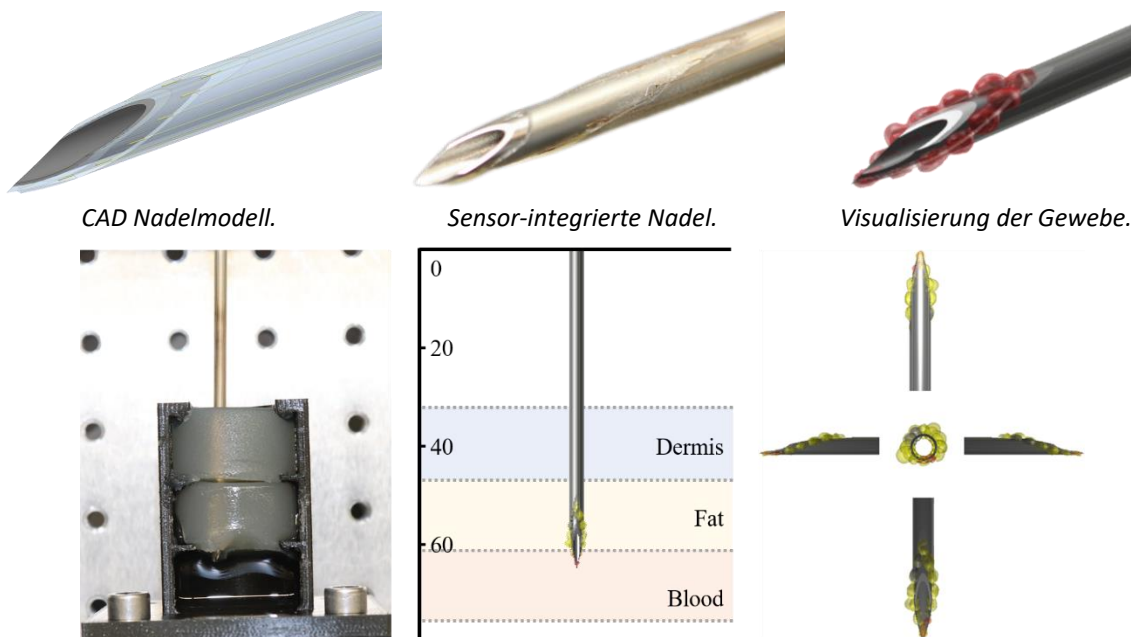 CAD Nadelmodell.
Sensor-integrierte Nadel.
Visualisierung der Gewebe.
0
20
40
Dermis
Fat
60
Blood